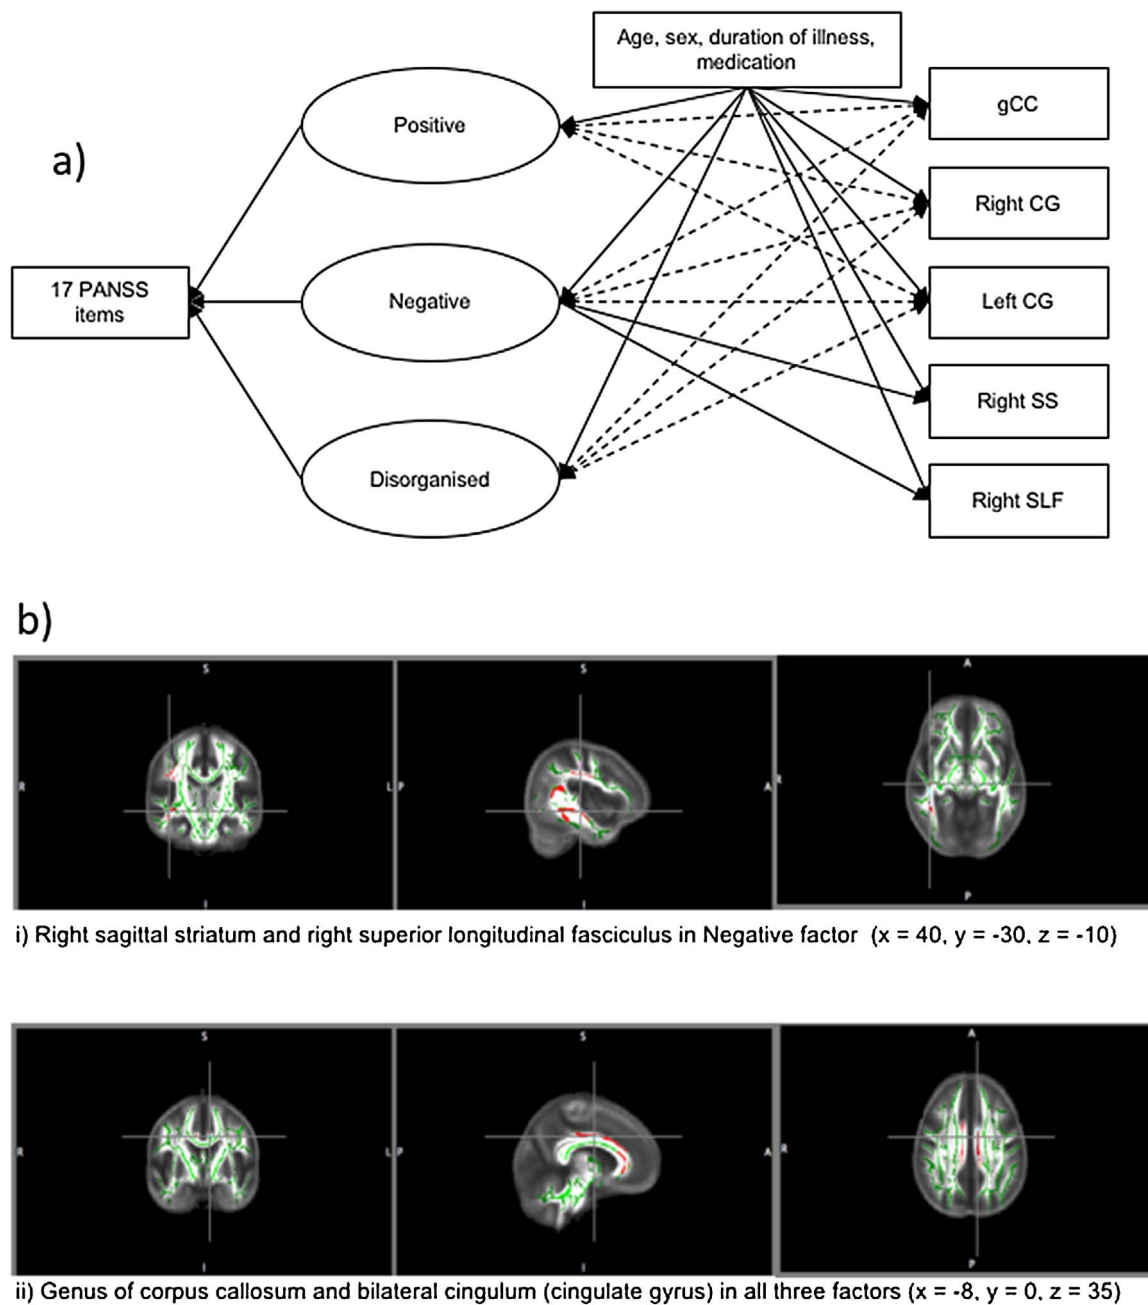 a)
Age, sex, duration of illness,
medication
Positive
gCC
Right CG
17 PANSS
items
Negative
Left CG
Right SS
Disorganised
Right SLF
b)
S
S
A
R
L
P
A
R
I
I
P
i) Right sagittal striatum and right superior longitudinal fasciculus in Negative factor (x = 40, y = -30, z = -10)
S
S
A
R
L
P
A
R
I
I
P
ii) Genus of corpus callosum and bilateral cingulum (cingulate gyrus) in all three factors (x = -8, y = 0, z = 35)